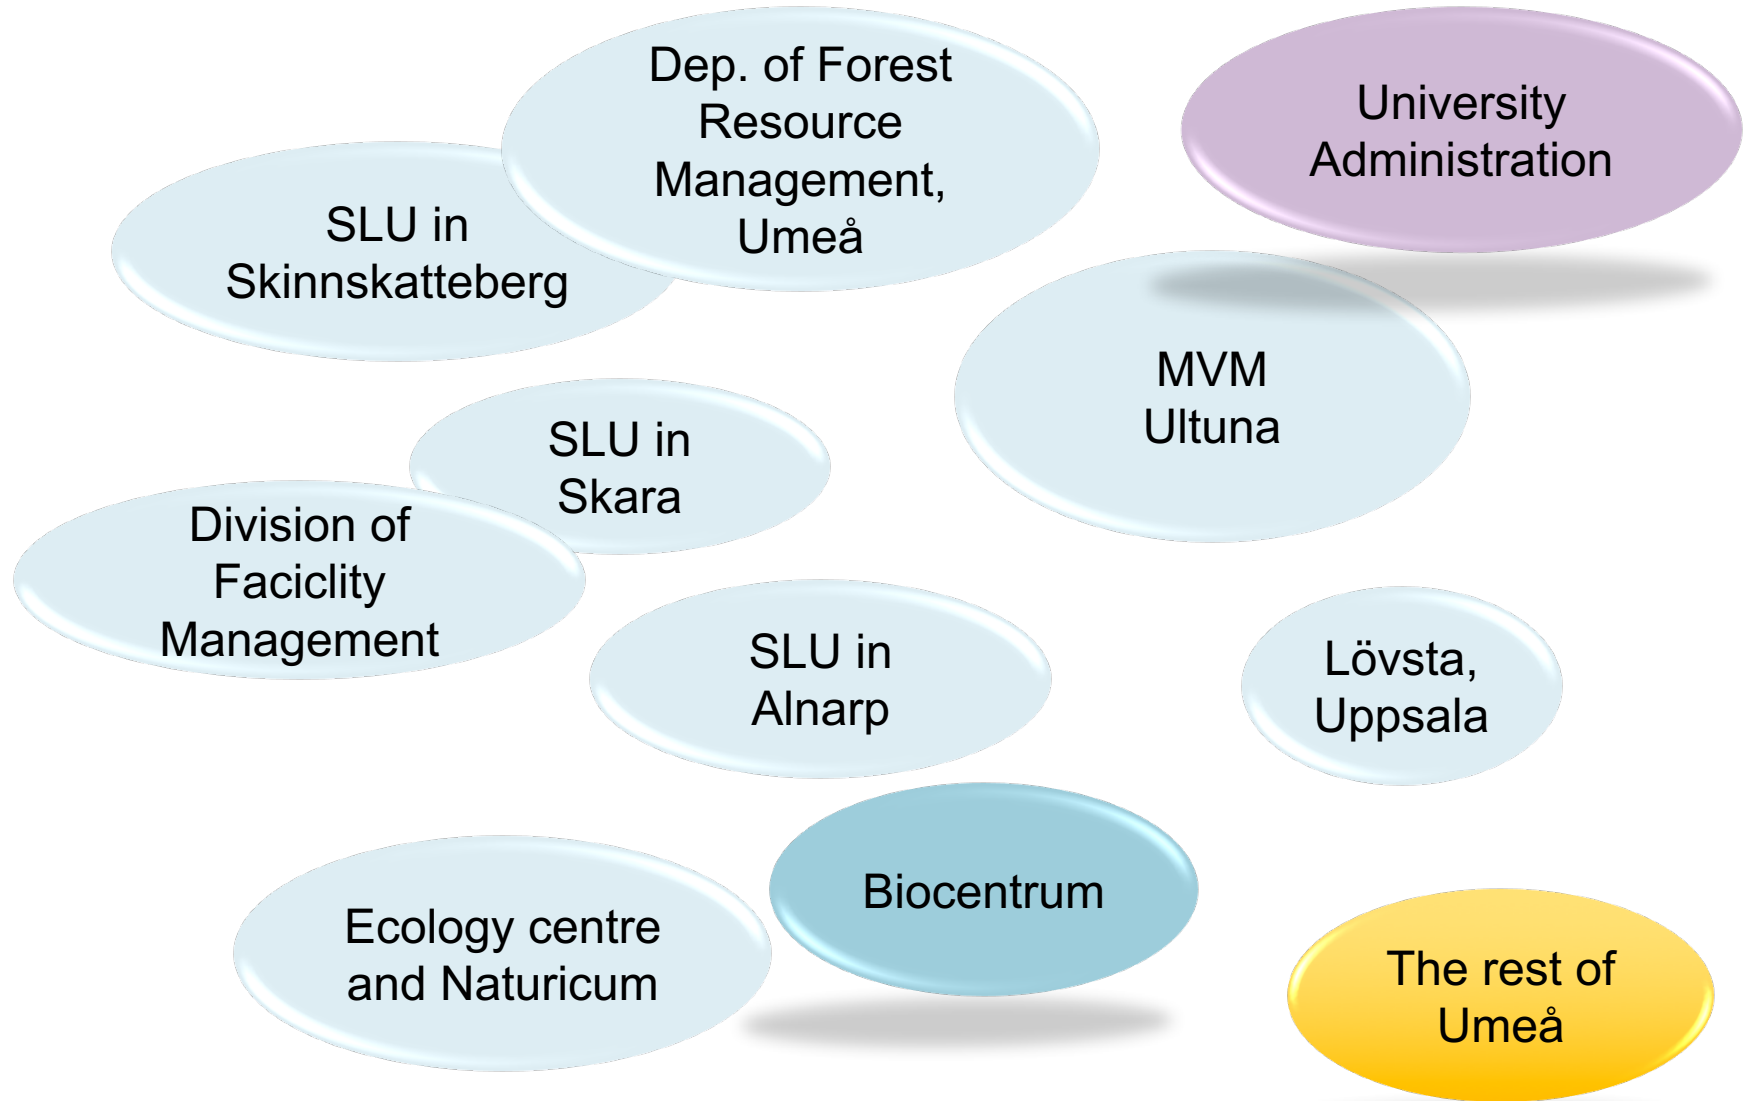 Dep. of Forest
Resource
Management,
Umeå
University
Administration
SLU in
Skinnskatteberg
MVM
Ultuna
SLU in
Skara
Division of
Faciclity
Management
SLU in
Alnarp
Lövsta,
Uppsala
Biocentrum
Ecology centre
and Naturicum
The rest of
Umeå